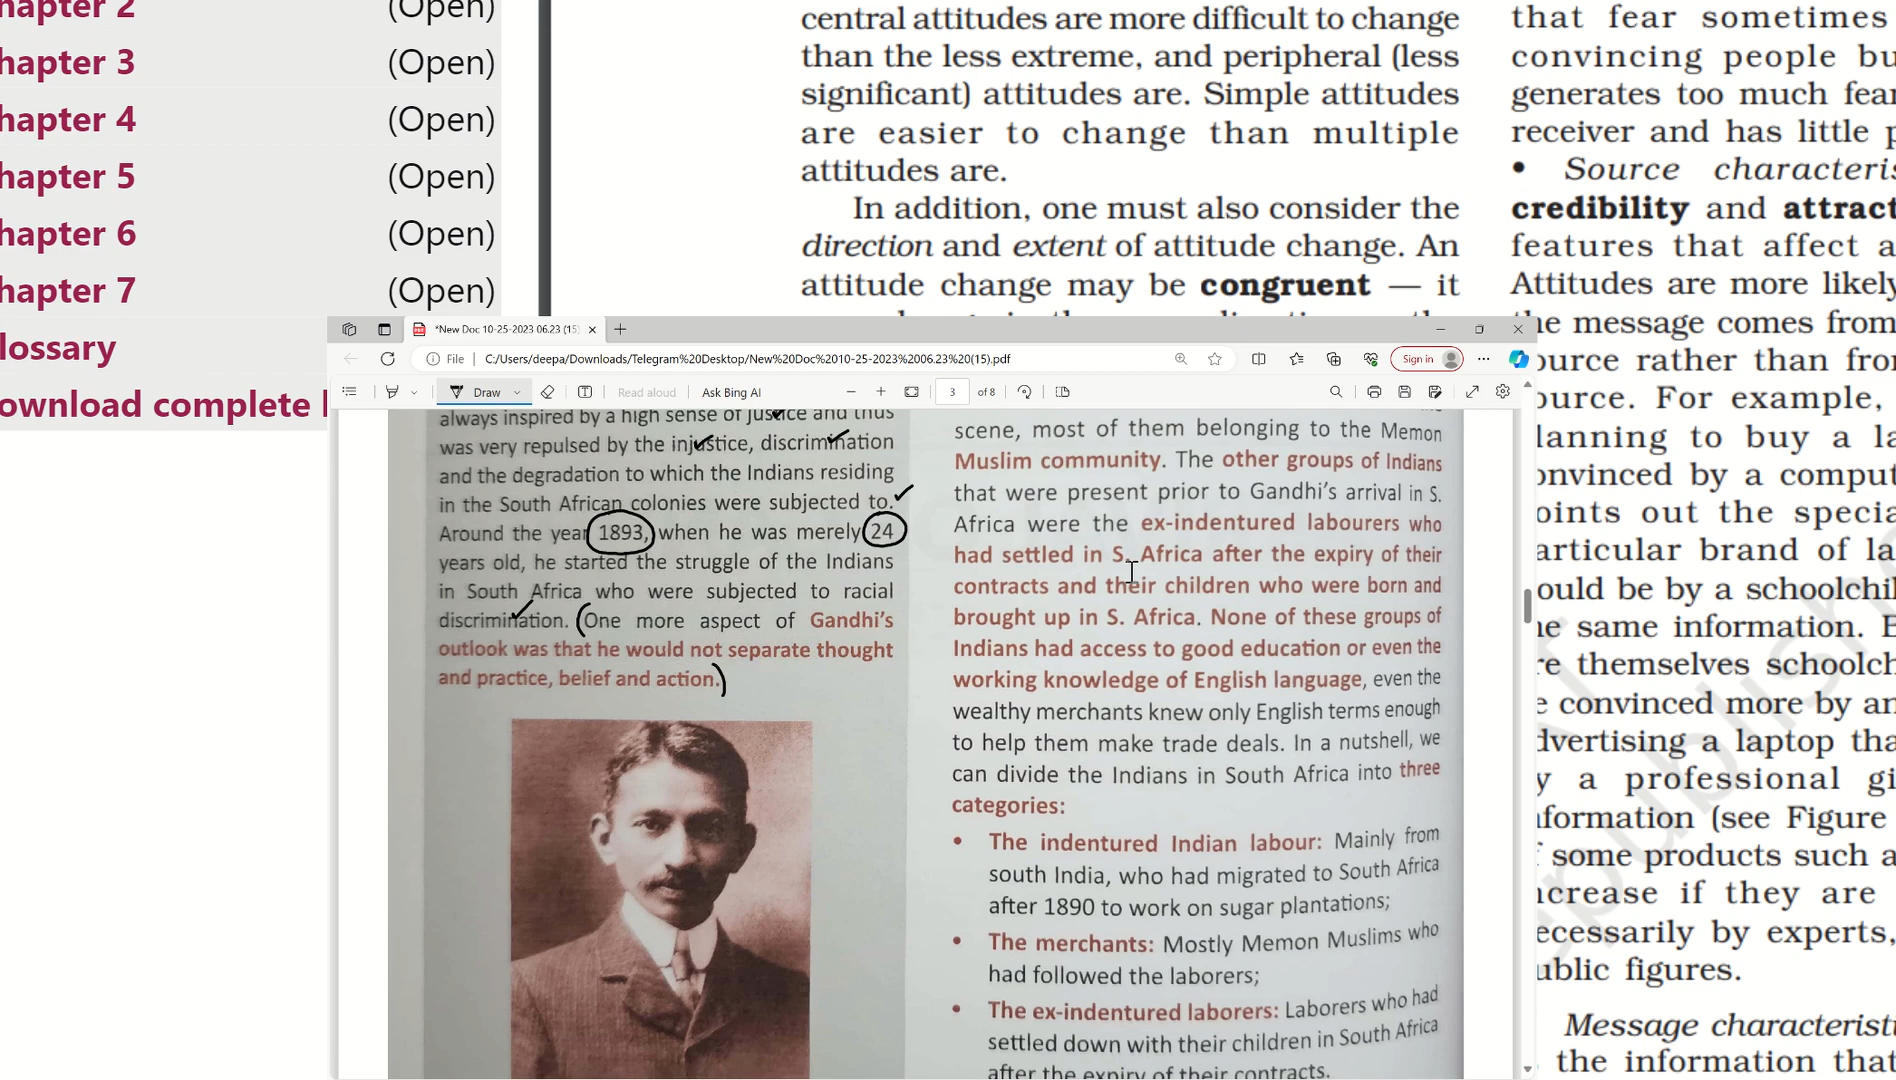 hapter 2 (Open)
hapter 3 (Open)
hapter 4 (Open)
hapter 5 (Open)
hapter 6 (Open)
hapter 7 (Open)
lossary
ownload complete
central attitudes are more difficult to change
than the less extreme, and peripheral (less
significant) attitudes are. Simple attitudes
are easier to change than multiple
attitudes are.
In addition, one must also consider the
direction and extent of attitude change. An
attitude change may be congruent — it
that fear sometimes
convincing people bu
generates too much fear
receiver and has little p
• Source characteris
credibility and attract
features that affect a
Attitudes are more likely
the message comes from
ource rather than fro
ource. For example,
lanning to buy a la
onvinced by a comput
oints out the specia
articular brand of la
ould be by a schoolchil
e same information. B
re themselves schoolch
e convinced more by an
dvertising a laptop tha
y a professional gi
nformation (see Figure
f some products such a
ncrease if they are
ecessarily by experts,
ublic figures.
Message characteristi
the information that
*New Doc 10-25-2023 06.23 (15)
File C:/Users/deepa/Downloads/Telegram%20Desktop/New%20Doc%2010-25-2023%2006.23%20(15).pdf
Sign in
Draw Read aloud Ask Bing AI 3 of 8
always inspired by a high sense of justice and thus
was very repulsed by the injustice, discrimination
and the degradation to which the Indians residing
in the South African colonies were subjected to.
Around the year 1893, when he was merely 24
years old, he started the struggle of the Indians
in South Africa who were subjected to racial
discrimination. (One more aspect of Gandhi's
outlook was that he would not separate thought
and practice, belief and action.)
scene, most of them belonging to the Memon
Muslim community. The other groups of Indians
that were present prior to Gandhi's arrival in S.
Africa were the ex-indentured labourers who
had settled in S. Africa after the expiry of their
contracts and their children who were born and
brought up in S. Africa. None of these groups of
Indians had access to good education or even the
working knowledge of English language, even the
wealthy merchants knew only English terms enough
to help them make trade deals. In a nutshell, we
can divide the Indians in South Africa into three
categories:
• The indentured Indian labour: Mainly from
south India, who had migrated to South Africa
after 1890 to work on sugar plantations;
• The merchants: Mostly Memon Muslims who
had followed the laborers;
• The ex-indentured laborers: Laborers who had
settled down with their children in South Africa
after the expiry of their contracts.